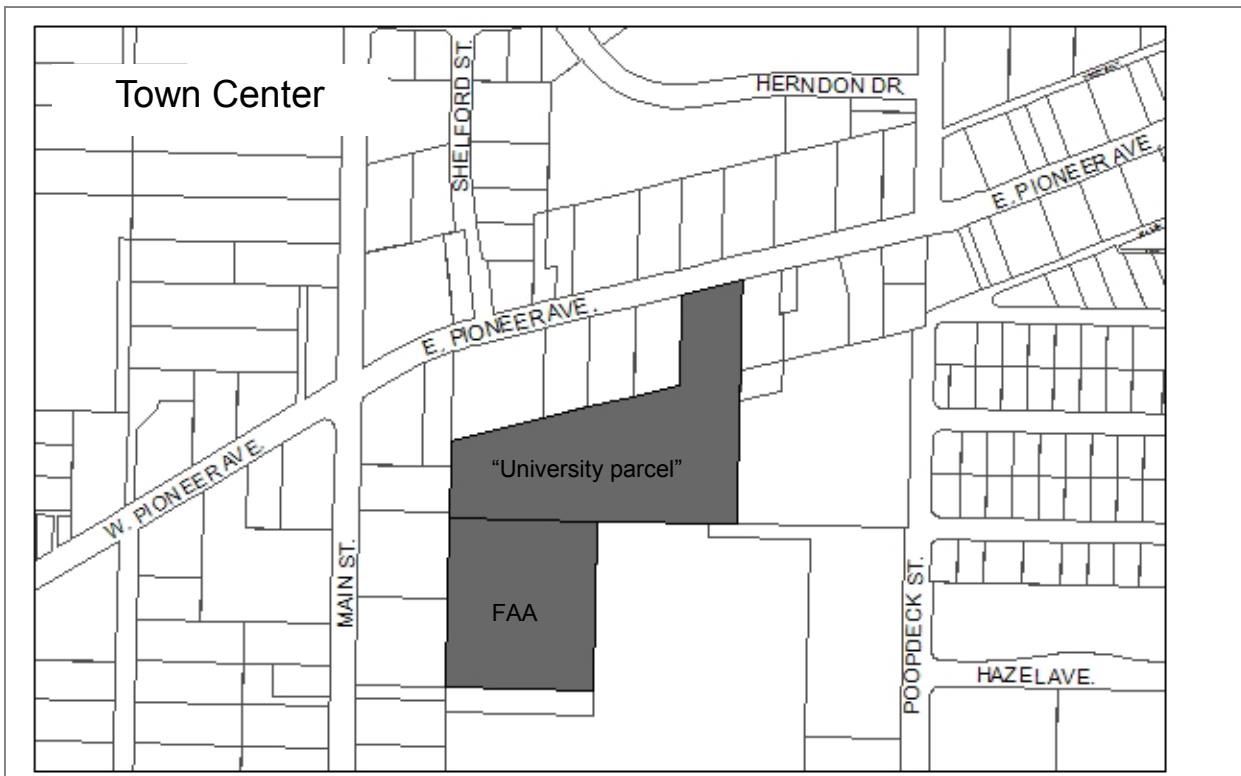 Town Center
SHELFORD ST.
HERNDON DR.
E. PIONEER AVE.
E. PIONEER AVE.
"University parcel"
W. PIONEER AVE.
MAIN ST.
FAA
POOPDECK ST.
HAZEL AVE.